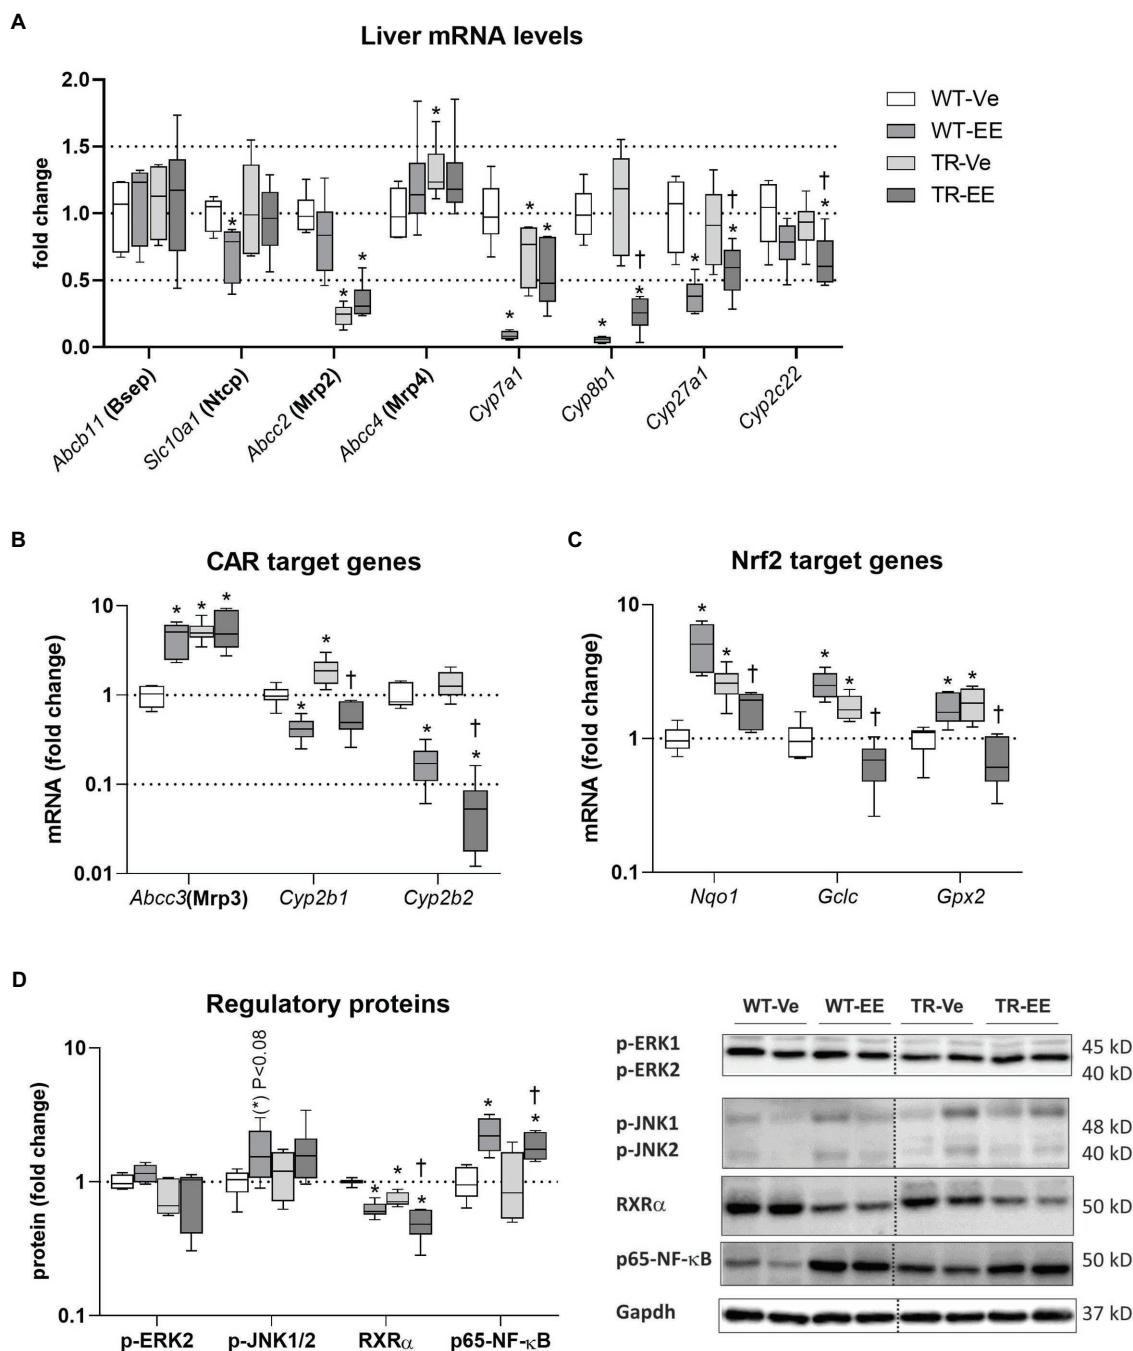 A
Liver mRNA levels
fold change
2.0
1.5
1.0
0.5
0.0
* * * * * * * * * † * * † * † *
Abcb11 (Bsep)
Slc10a1 (Ntcp)
Abcc2 (Mrp2)
Abcc4 (Mrp4)
Cyp7a1
Cyp8b1
Cyp27a1
Cyp2c22
WT-Ve
WT-EE
TR-Ve
TR-EE
B
CAR target genes
mRNA (fold change)
10
1
0.1
0.01
* * * * * † * † *
Abcc3(Mrp3)
Cyp2b1
Cyp2b2
C
Nrf2 target genes
mRNA (fold change)
10
1
0.1
* * † * * † * * †
Nqo1
Gclc
Gpx2
D
Regulatory proteins
protein (fold change)
10
1
0.1
(*) P<0.08
* * † * * † *
p-ERK2
p-JNK1/2
RXRα
p65-NF-κB
WT-Ve WT-EE TR-Ve TR-EE
p-ERK1 45 kD
p-ERK2 40 kD
p-JNK1 48 kD
p-JNK2 40 kD
RXRα 50 kD
p65-NF-κB 50 kD
Gapdh 37 kD